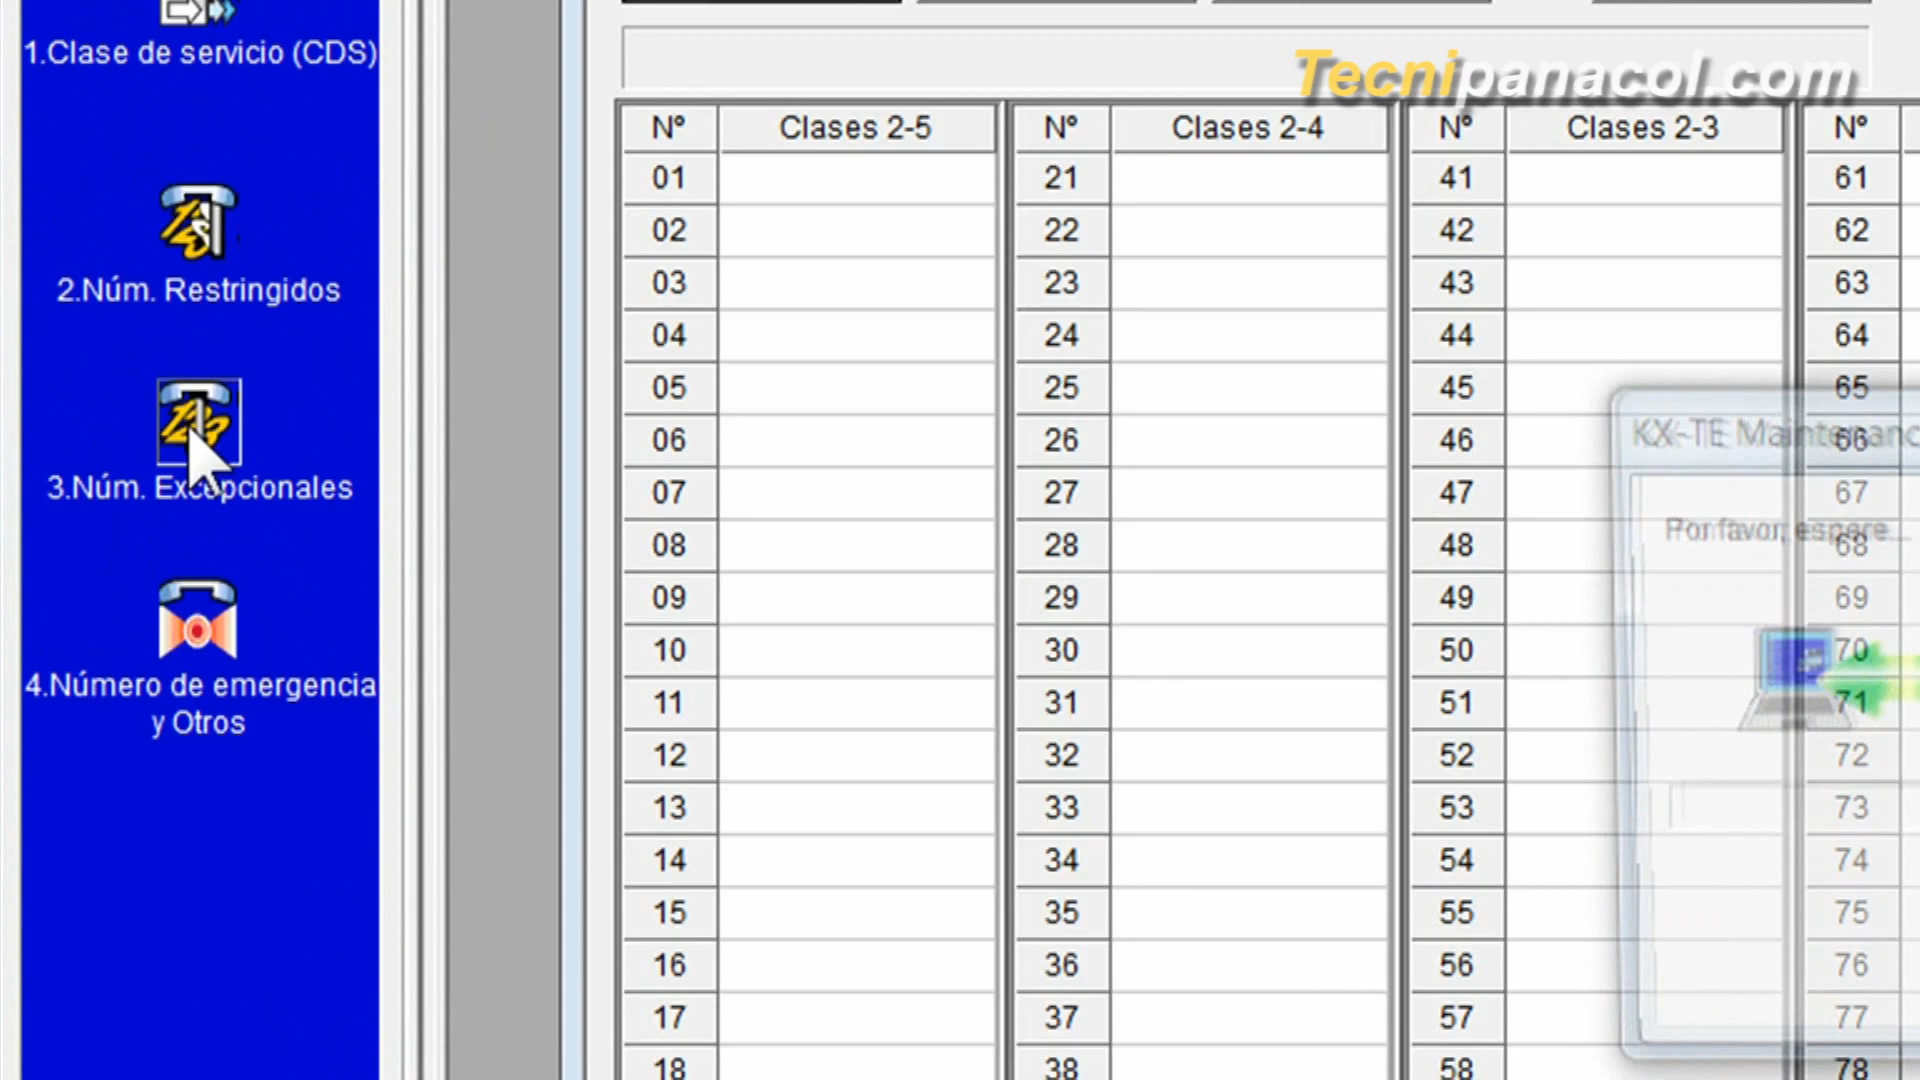 1.Clase de servicio (CDS)
2.Núm. Restringidos
3.Núm. Excepcionales
4.Número de emergencia
y Otros
Tecnipanacol.com
Nº Clases 2-5 Nº Clases 2-4 Nº Clases 2-3 Nº
01 21 41 61
02 22 42 62
03 23 43 63
04 24 44 64
05 25 45 65
06 26 46 66
07 27 47 67
08 28 48 68
09 29 49 69
10 30 50 70
11 31 51 71
12 32 52 72
13 33 53 73
14 34 54 74
15 35 55 75
16 36 56 76
17 37 57 77
18 38 58 78
KX-TE
Por favor, espere...